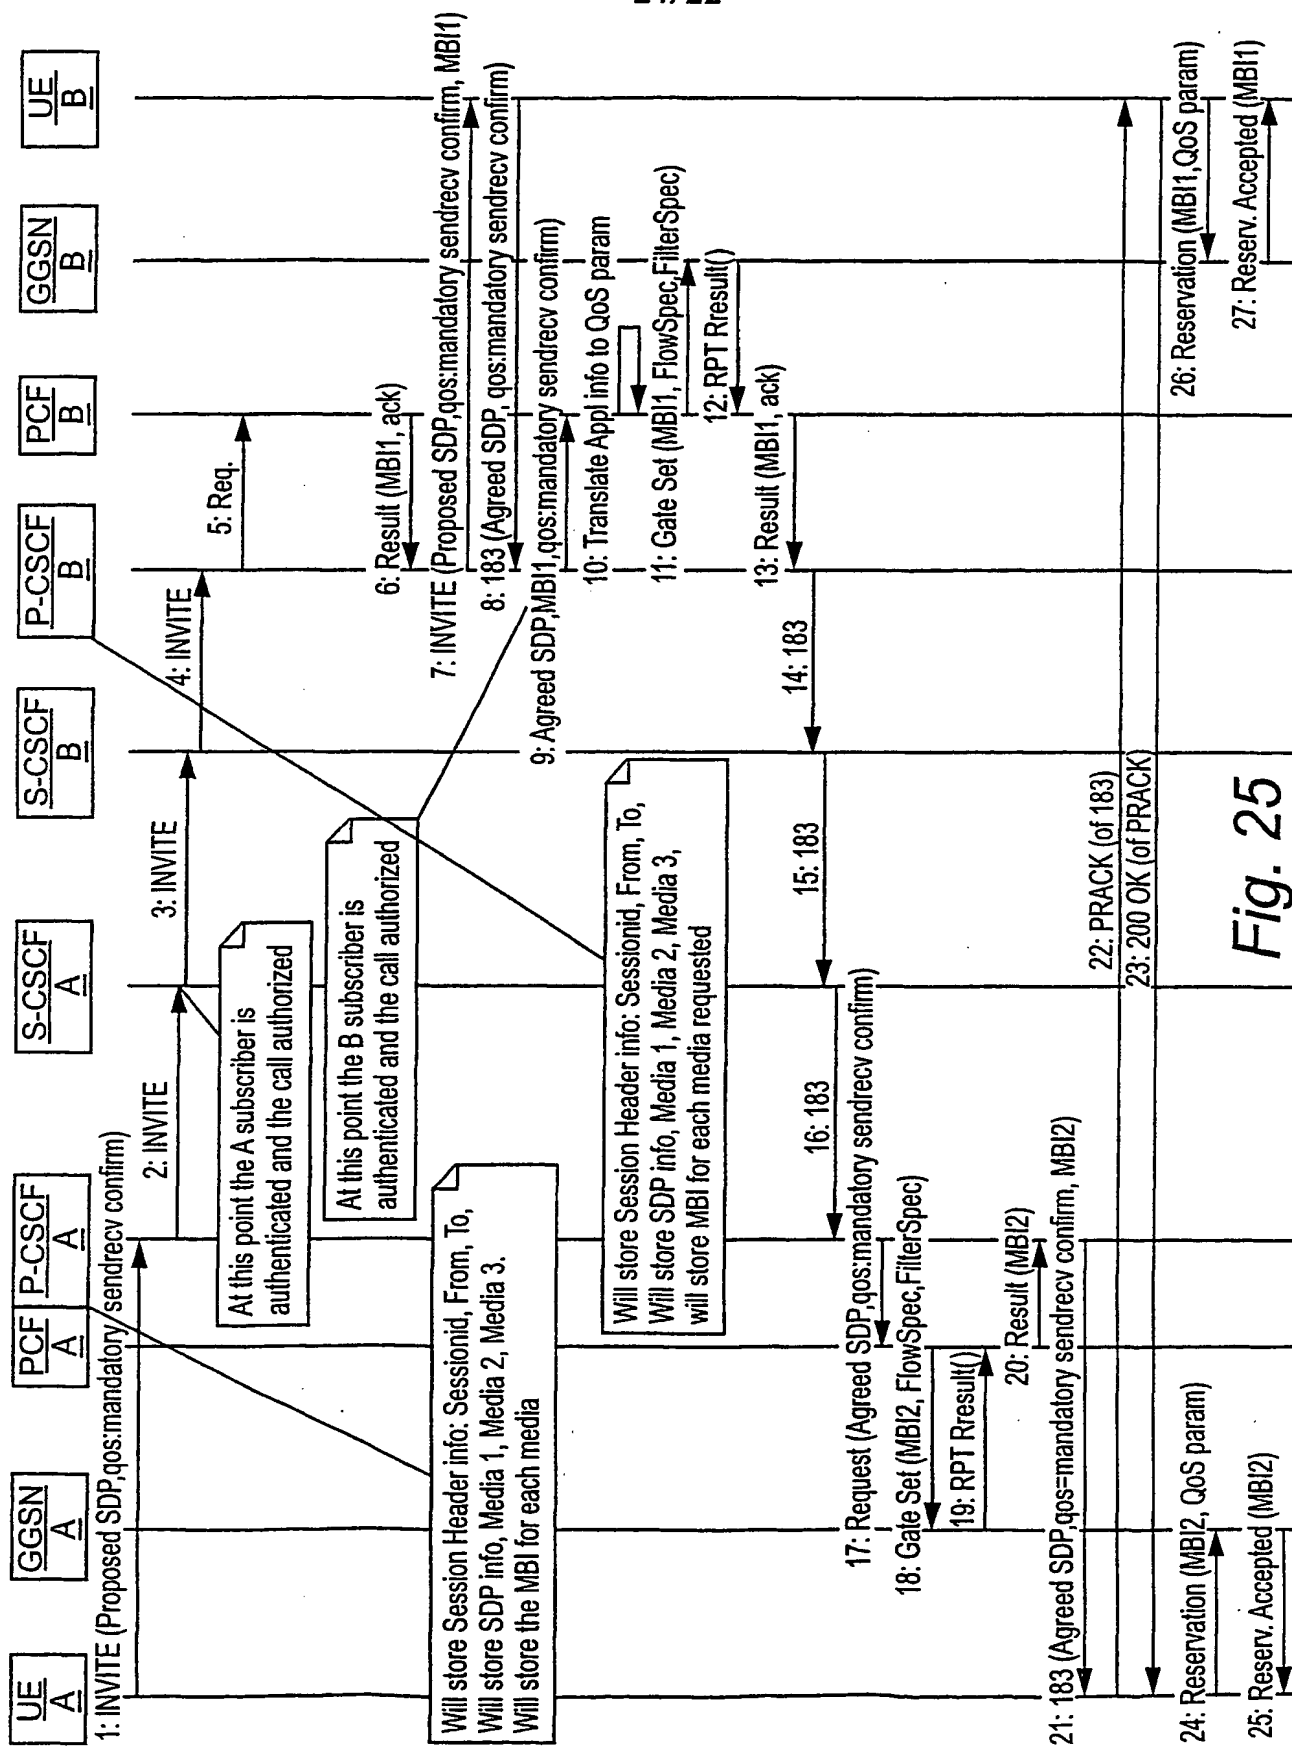 UE
A
GGSN
A
PCF
A
P-CSCF
A
S-CSCF
A
S-CSCF
B
P-CSCF
B
PCF
B
GGSN
B
UE
B
1: INVITE (Proposed SDP,qos:mandatory sendrecv confirm)
2: INVITE
3: INVITE
4: INVITE
5: Req.
At this point the A subscriber is
authenticated and the call authorized
At this point the B subscriber is
authenticated and the call authorized
6: Result (MBI1, ack)
7: INVITE (Proposed SDP,qos:mandatory sendrecv confirm, MBI1)
8: 183 (Agreed SDP, qos:mandatory sendrecv confirm)
9: Agreed SDP,MBI1,qos:mandatory sendrecv confirm)
10: Translate Appl info to QoS param
11: Gate Set (MBI1, FlowSpec,FilterSpec)
12: RPT Rresult()
13: Result (MBI1, ack)
Will store Session Header info: Sessionid, From, To,
Will store SDP info, Media 1, Media 2, Media 3.
Will store the MBI for each media
Will store Session Header info: Sessionid, From, To,
Will store SDP info, Media 1, Media 2, Media 3,
will store MBI for each media requested
14: 183
15: 183
16: 183
17: Request (Agreed SDP,qos:mandatory sendrecv confirm)
18: Gate Set (MBI2, FlowSpec,FilterSpec)
19: RPT Rresult()
20: Result (MBI2)
21: 183 (Agreed SDP,qos=mandatory sendrecv confirm, MBI2)
22: PRACK (of 183)
23: 200 OK (of PRACK)
24: Reservation (MBI2, QoS param)
25: Reserv. Accepted (MBI2)
26: Reservation (MBI1,QoS param)
27: Reserv. Accepted (MBI1)
Fig. 25